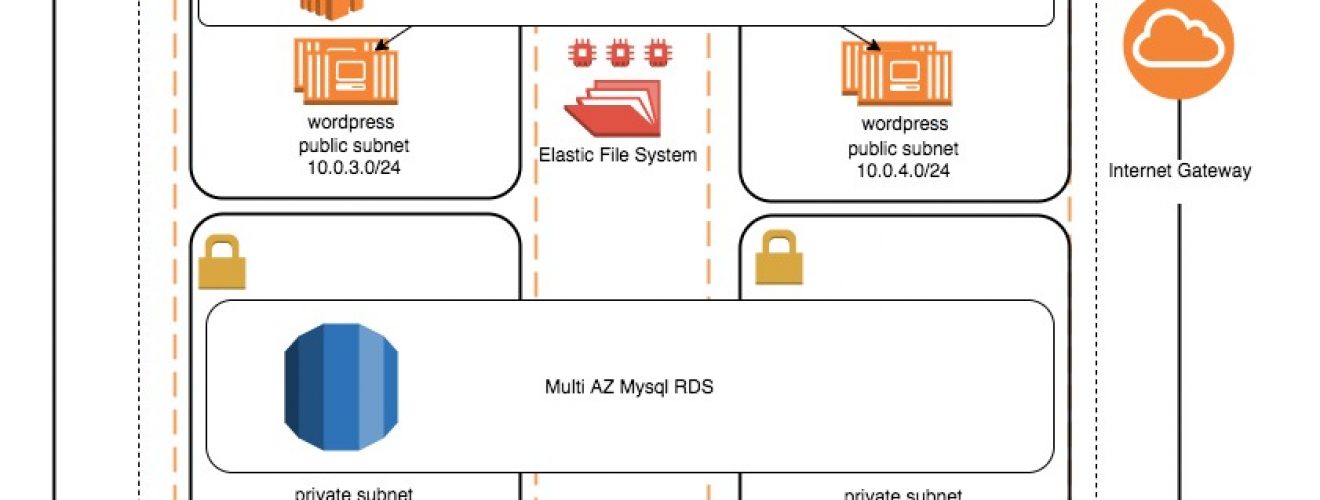 wordpress
public subnet
10.0.3.0/24
Elastic File System
wordpress
public subnet
10.0.4.0/24
Internet Gateway
Multi AZ Mysql RDS
private subnet
private subnet